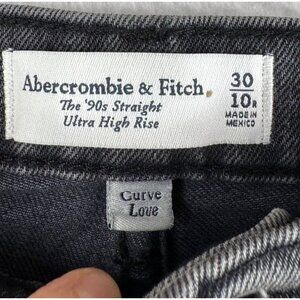 Abercrombie & Fitch
The '90s Straight
Ultra High Rise
30
10R
MADE IN
MEXICO
Curve
Love